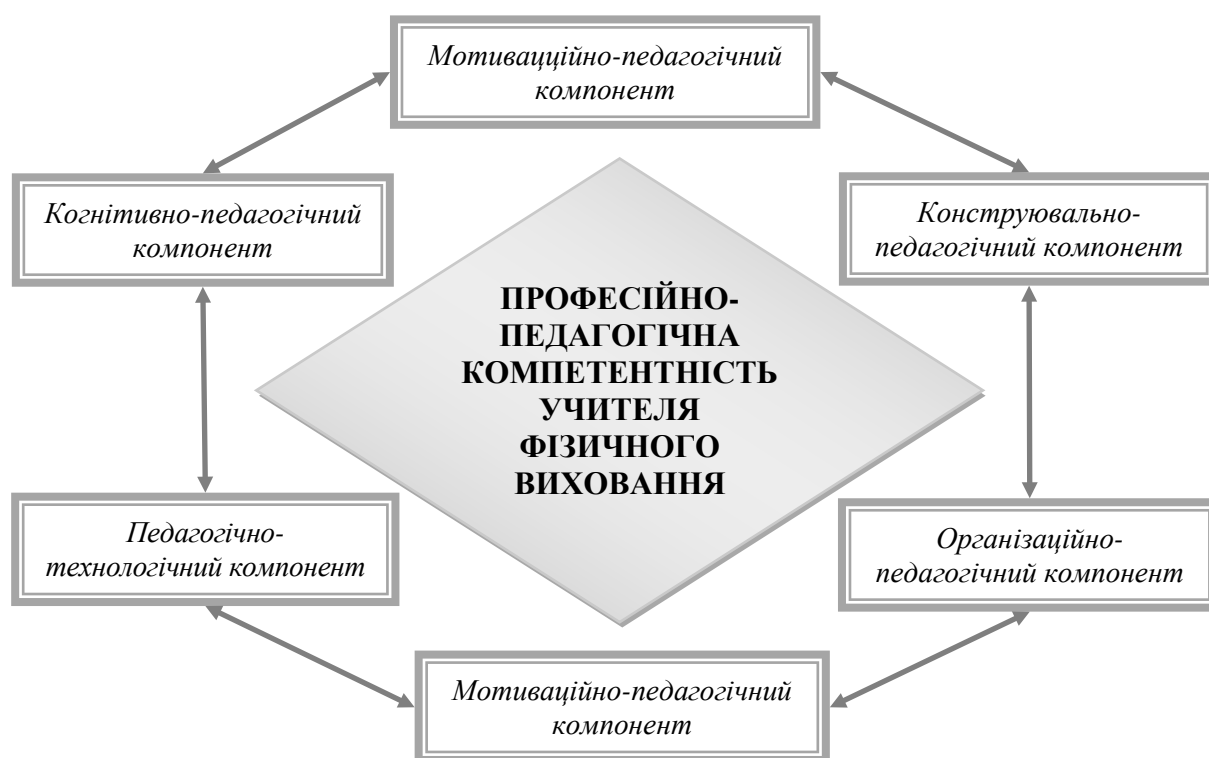 Мотивацційно-педагогічний
компонент
Когнітивно-педагогічний
компонент
Конструювально-
педагогічний компонент
ПРОФЕСІЙНО-
ПЕДАГОГІЧНА
КОМПЕТЕНТНІСТЬ
УЧИТЕЛЯ
ФІЗИЧНОГО
ВИХОВАННЯ
Педагогічно-
технологічний компонент
Організаційно-
педагогічний компонент
Мотиваційно-педагогічний
компонент